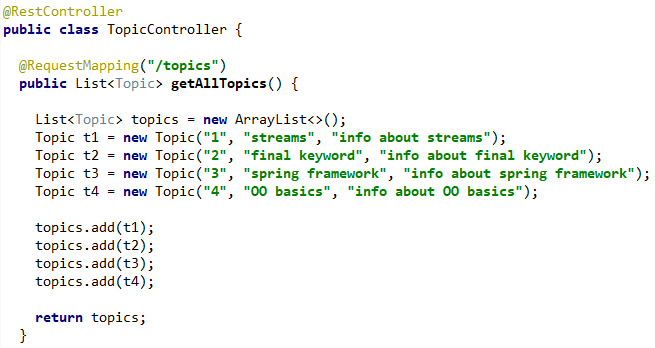 @RestController
public class TopicController {
@RequestMapping("/topics")
public List<Topic> getAllTopics() {
List<Topic> topics = new ArrayList<>();
Topic t1 = new Topic("1", "streams", "info about streams");
Topic t2 = new Topic("2", "final keyword", "info about final keyword");
Topic t3 = new Topic("3", "spring framework", "info about spring framework");
Topic t4 = new Topic("4", "OO basics", "info about OO basics");
topics.add(t1);
topics.add(t2);
topics.add(t3);
topics.add(t4);
return topics;
}